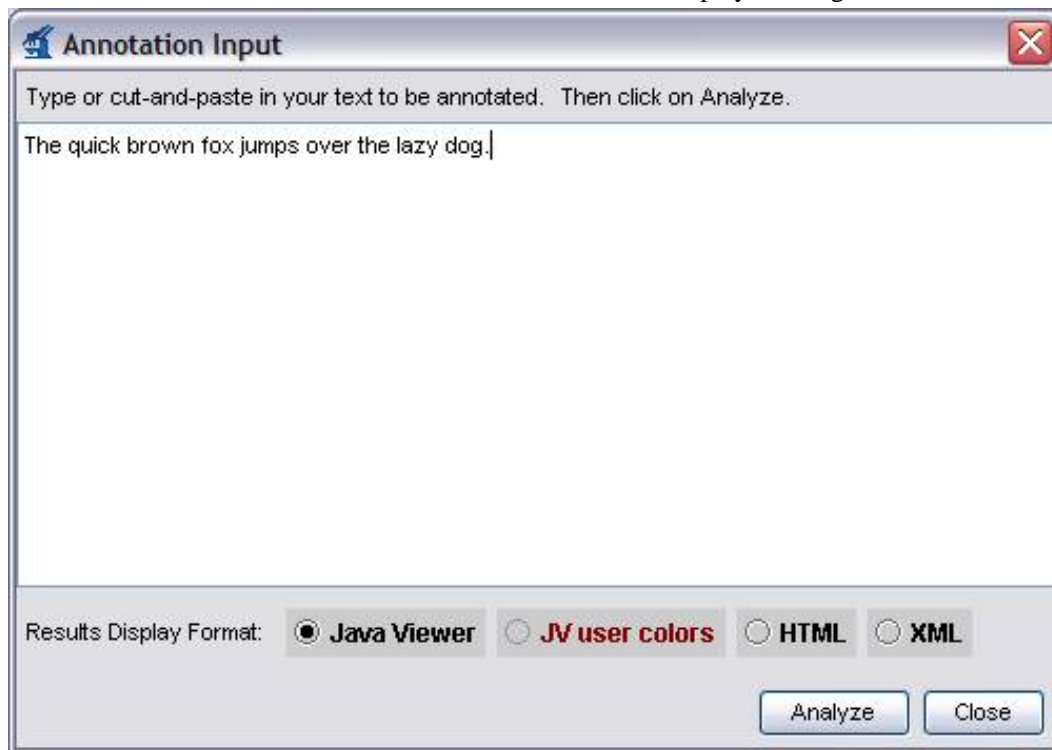 Annotation Input
Type or cut-and-paste in your text to be annotated. Then click on Analyze.
The quick brown fox jumps over the lazy dog.
Results Display Format: Java Viewer JV user colors HTML XML
Analyze Close